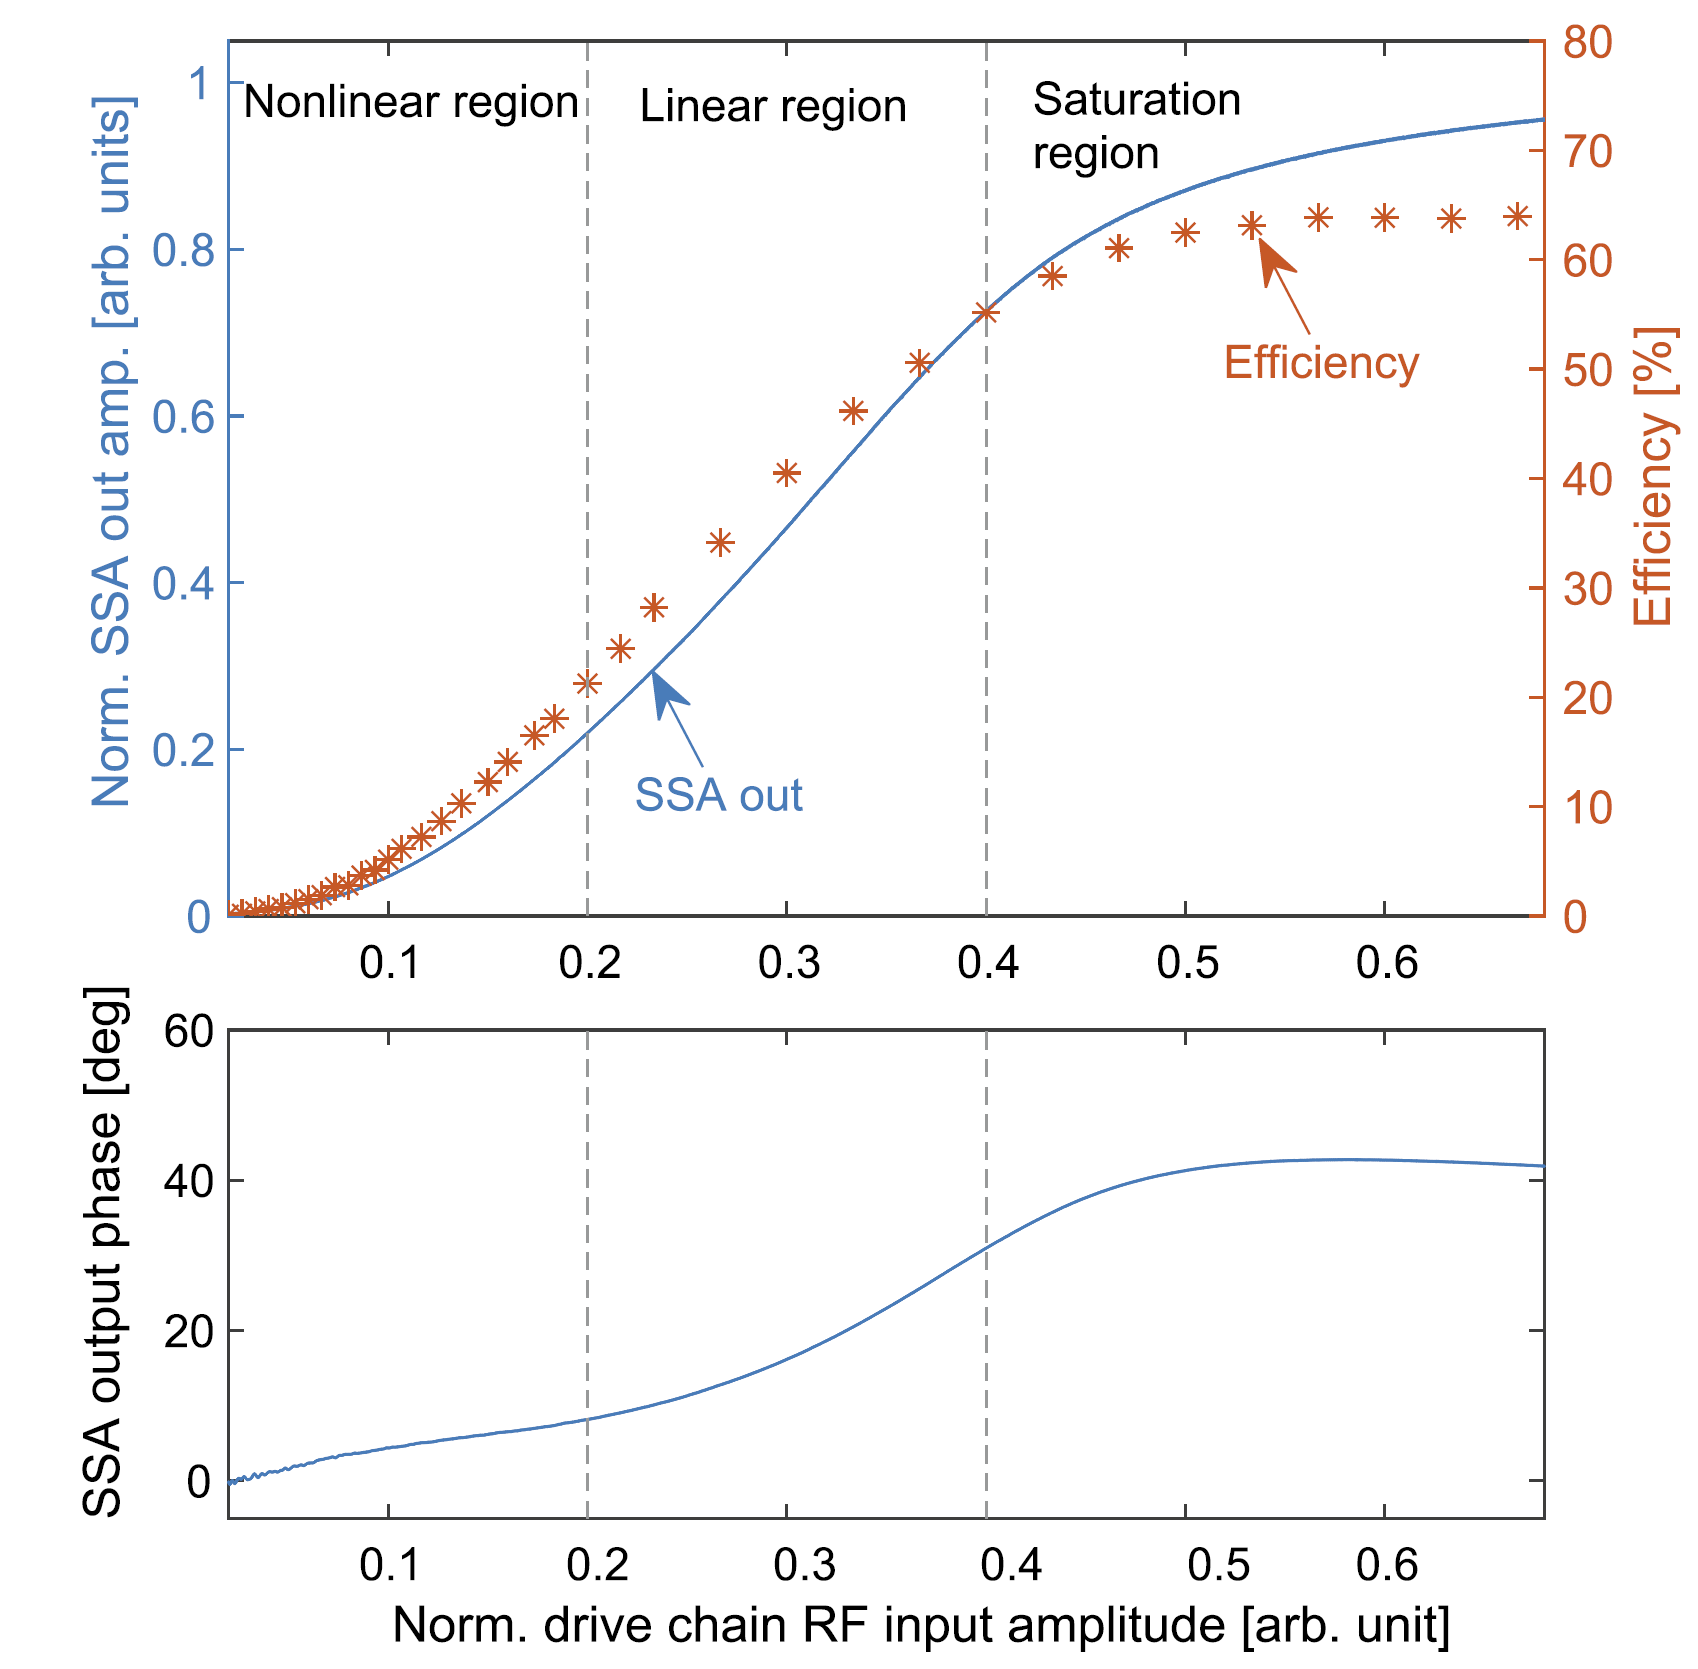 Norm. SSA out amp. [arb. units]
1
0.8
0.6
0.4
0.2
0
Nonlinear region
Linear region
Saturation
region
Efficiency
SSA out
80
70
60
50
40
30
20
10
0
Efficiency [%]
0.1 0.2 0.3 0.4 0.5 0.6
SSA output phase [deg]
60
40
20
0
0.1 0.2 0.3 0.4 0.5 0.6
Norm. drive chain RF input amplitude [arb. unit]